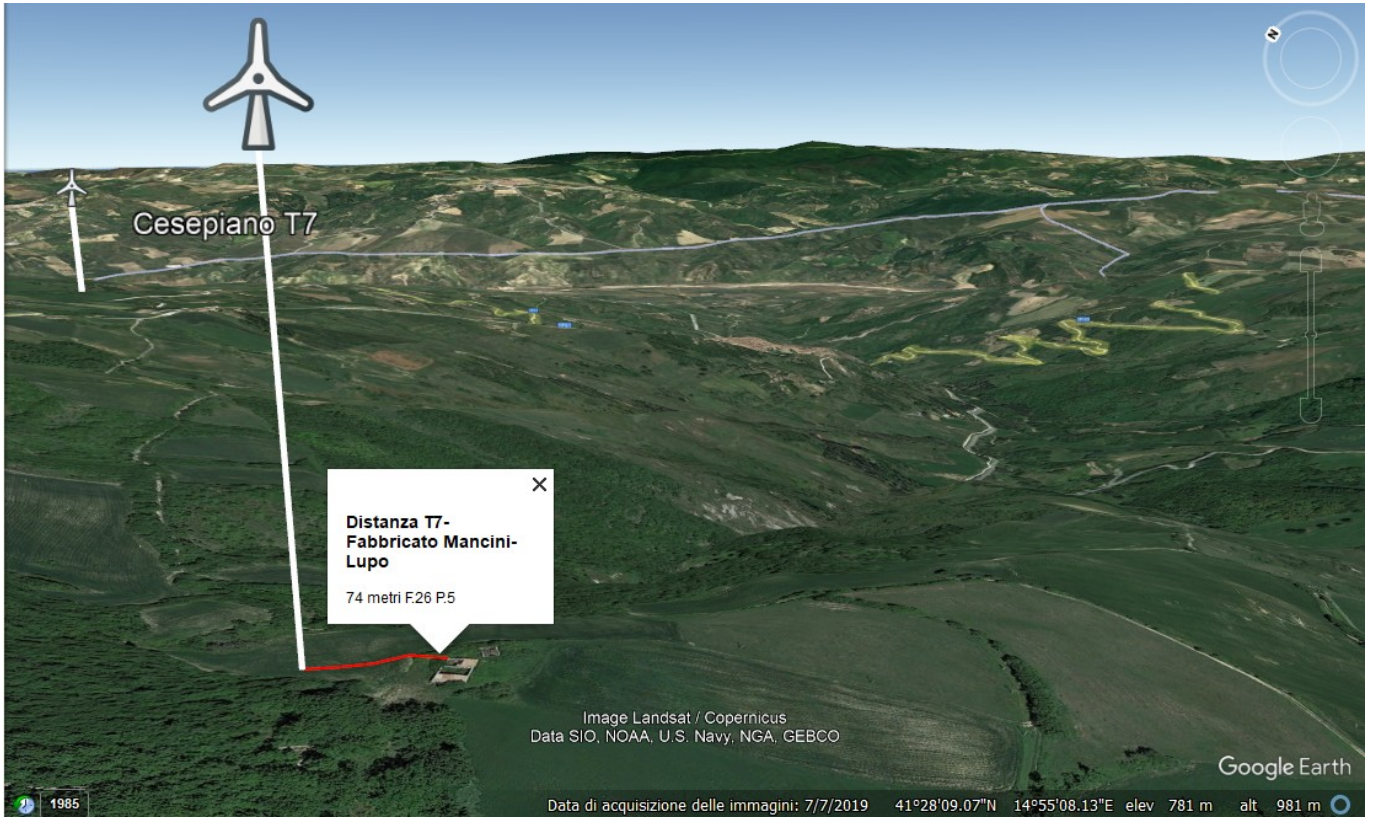 N
Cesepiano T7
Distanza T7-
Fabbricato Mancini-
Lupo
74 metri F.26 P.5
Image Landsat / Copernicus
Data SIO, NOAA, U.S. Navy, NGA, GEBCO
Google Earth
1985
Data di acquisizione delle immagini: 7/7/2019 41°28'09.07"N 14°55'08.13"E elev 781 m alt 981 m